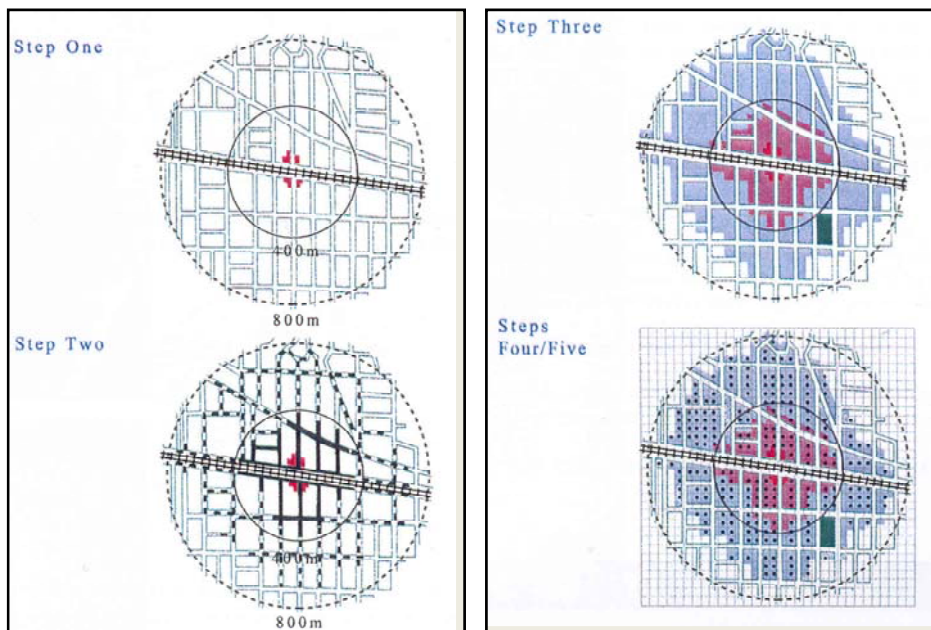 Step One
400m
800m
Step Two
400m
800m
Step Three
Steps
Four/Five